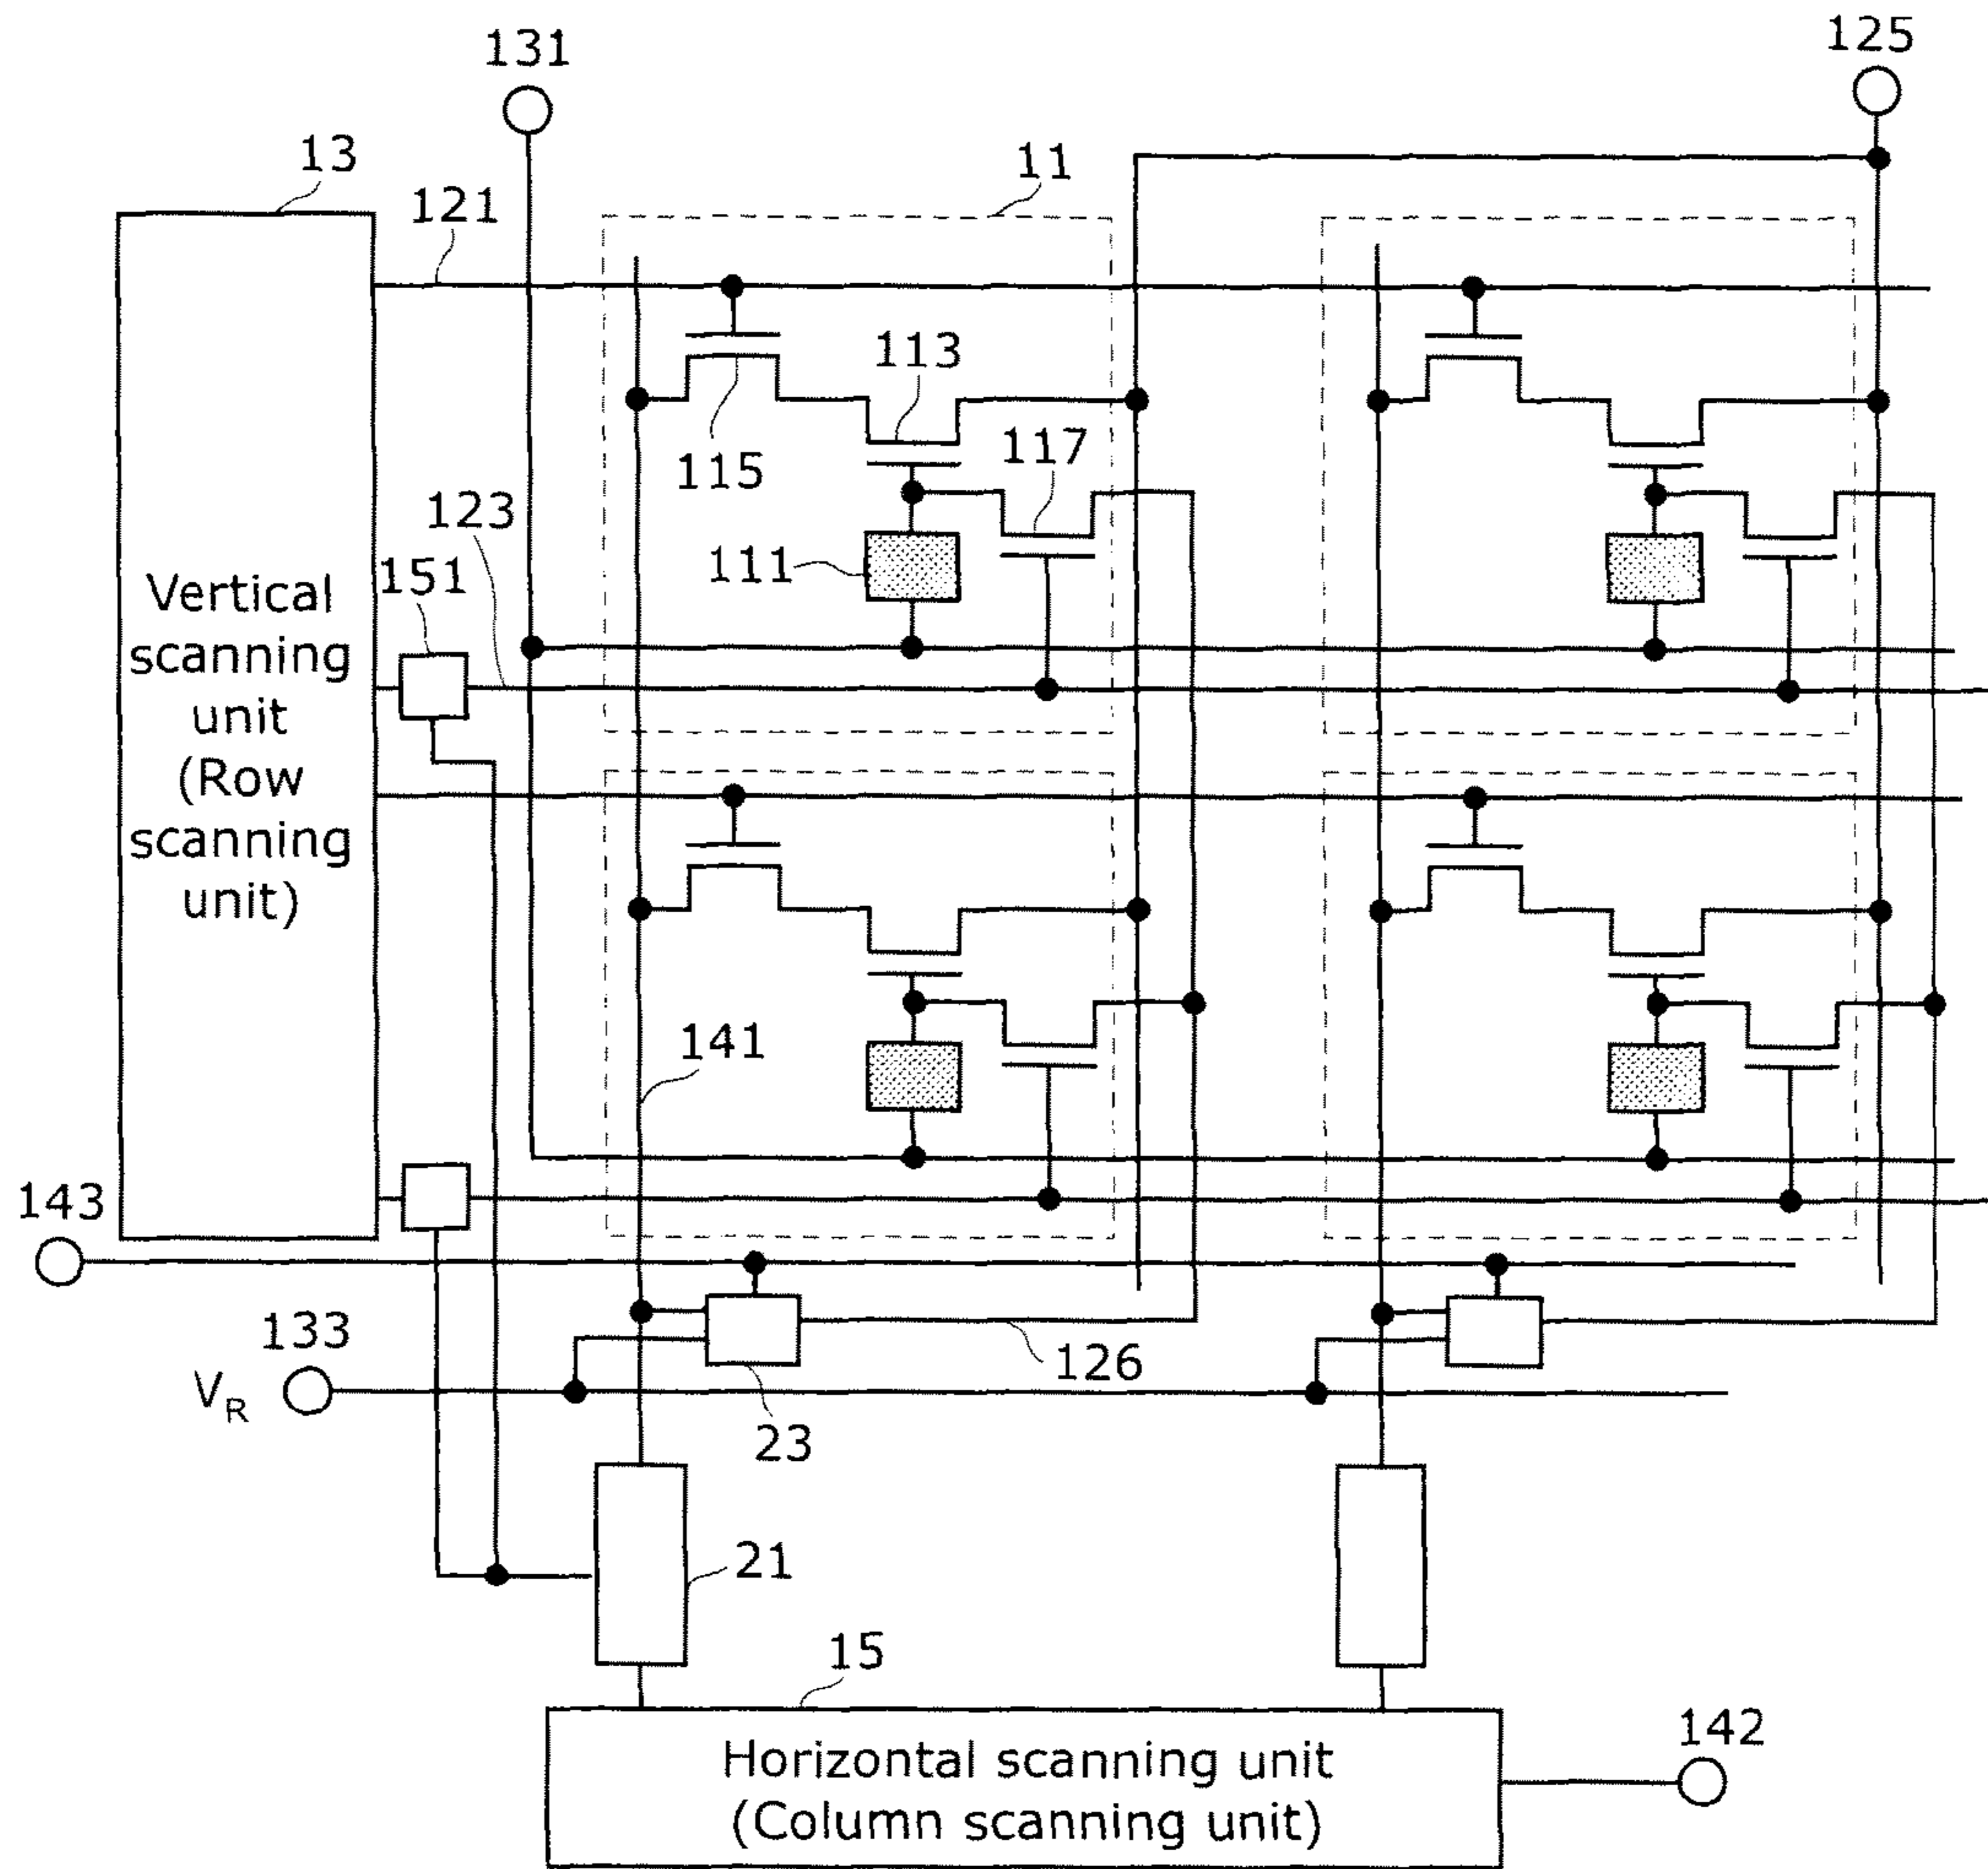 131
125
13
11
121
113
115
117
123
111
151
Vertical
scanning
unit
(Row
scanning
unit)
141
143
133
V_R
126
23
21
15
142
Horizontal scanning unit
(Column scanning unit)